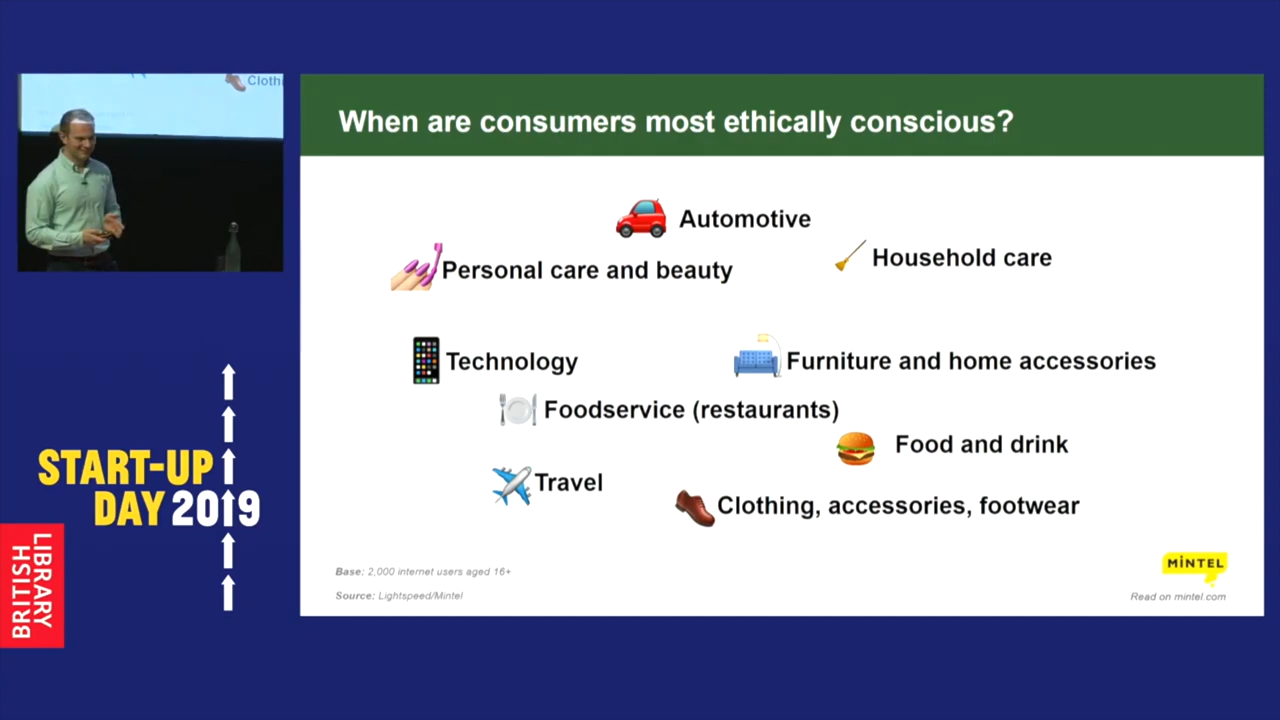 Clothi
When are consumers most ethically conscious?
Automotive
Household care
Personal care and beauty
Technology
Furniture and home accessories
Foodservice (restaurants)
Food and drink
Travel
Clothing, accessories, footwear
Base: 2,000 internet users aged 16+
Source: Lightspeed/Mintel
MiNTEL
Read on mintel.com
START-UP
DAY 2019
LIBRARY
BRITISH